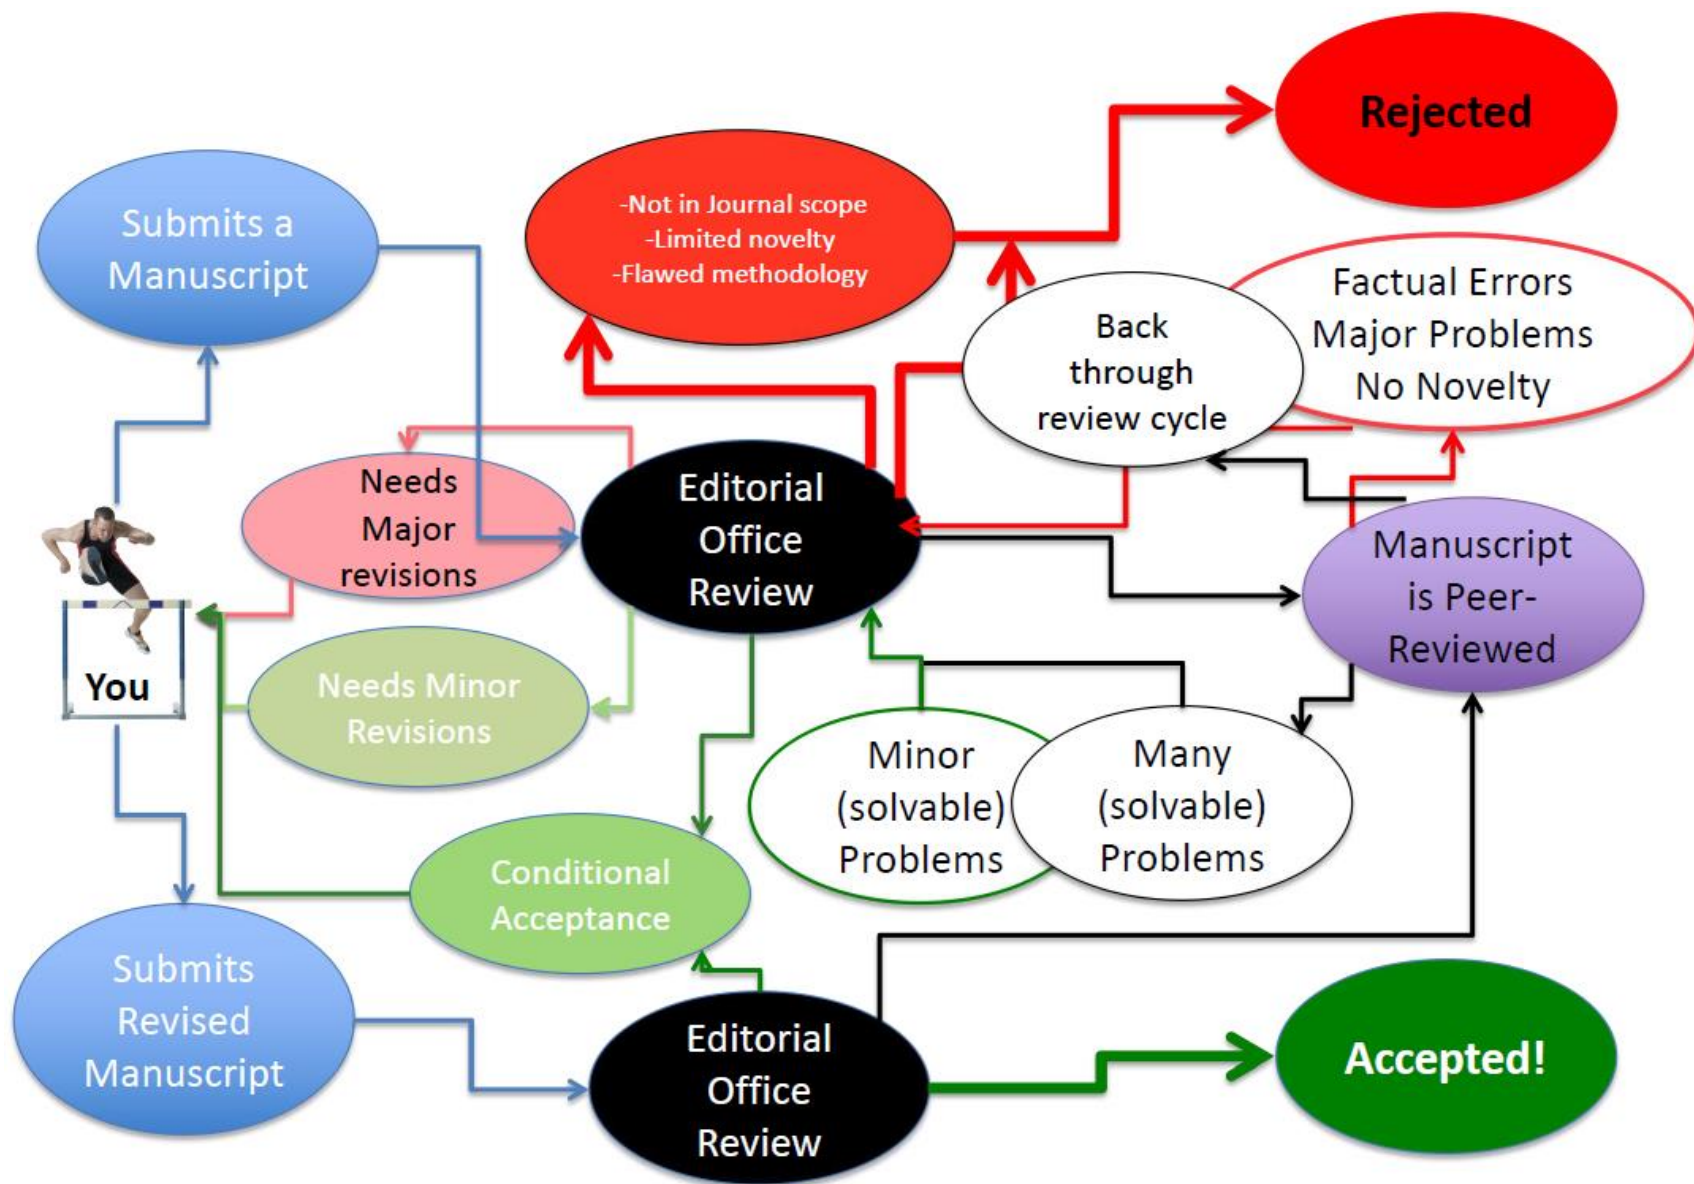 Rejected
Submits a
Manuscript
-Not in Journal scope
-Limited novelty
-Flawed methodology
Factual Errors
Major Problems
No Novelty
Back
through
review cycle
Needs
Major
revisions
Editorial
Office
Review
Manuscript
is Peer-
Reviewed
You
Needs Minor
Revisions
Minor
(solvable)
Problems
Many
(solvable)
Problems
Conditional
Acceptance
Submits
Revised
Manuscript
Editorial
Office
Review
Accepted!